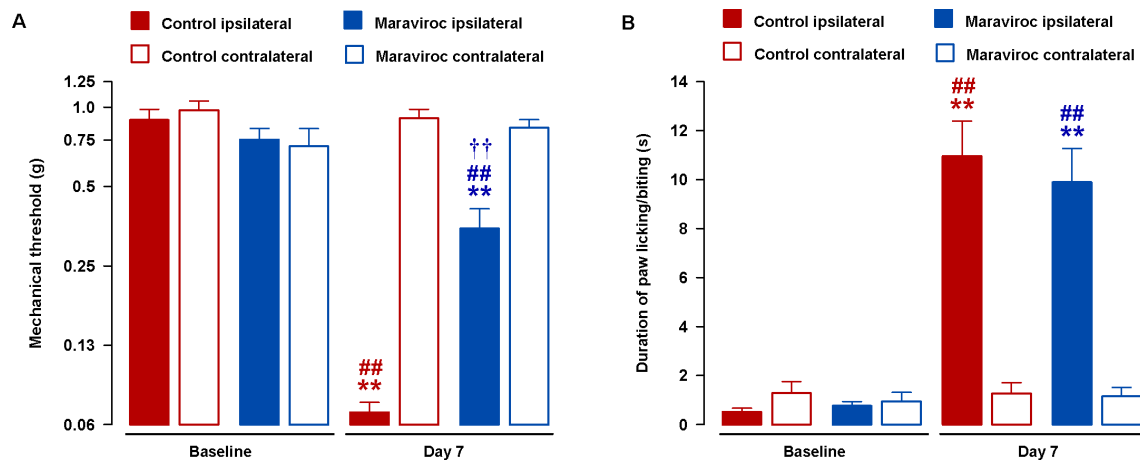 A
Control ipsilateral
Maraviroc ipsilateral
Control contralateral
Maraviroc contralateral
Mechanical threshold (g)
1.25
1.0
0.75
0.5
0.25
0.13
0.06
##
**
††
##
**
Baseline
Day 7
B
Control ipsilateral
Maraviroc ipsilateral
Control contralateral
Maraviroc contralateral
Duration of paw licking/biting (s)
14
12
10
8
6
4
2
0
##
**
##
**
Baseline
Day 7